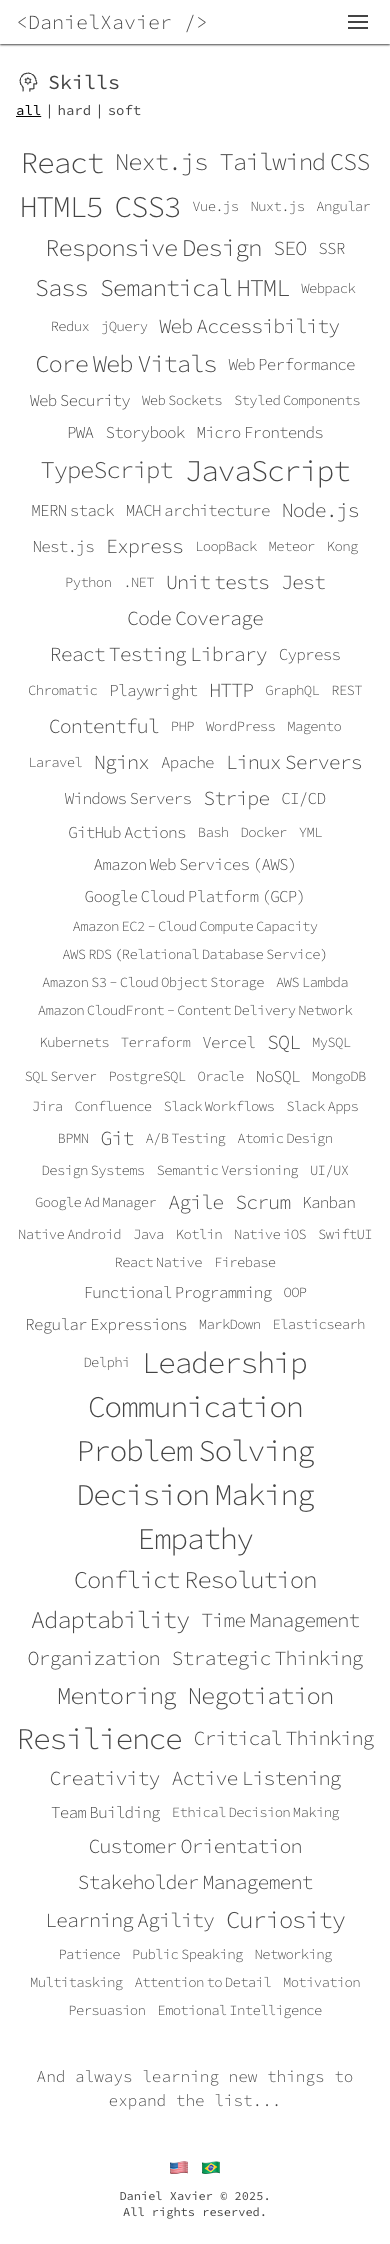 <DanielXavier />
Skills
all | hard | soft
React Next.js Tailwind CSS
HTML5 CSS3 Vue.js Nuxt.js Angular
Responsive Design SEO SSR
Sass Semantical HTML Webpack
Redux jQuery Web Accessibility
Core Web Vitals Web Performance
Web Security Web Sockets Styled Components
PWA Storybook Micro Frontends
TypeScript JavaScript
MERN stack MACH architecture Node.js
Nest.js Express LoopBack Meteor Kong
Python .NET Unit tests Jest
Code Coverage
React Testing Library Cypress
Chromatic Playwright HTTP GraphQL REST
Contentful PHP WordPress Magento
Laravel Nginx Apache Linux Servers
Windows Servers Stripe CI/CD
GitHub Actions Bash Docker YML
Amazon Web Services (AWS)
Google Cloud Platform (GCP)
Amazon EC2 - Cloud Compute Capacity
AWS RDS (Relational Database Service)
Amazon S3 - Cloud Object Storage AWS Lambda
Amazon CloudFront - Content Delivery Network
Kubernets Terraform Vercel SQL MySQL
SQL Server PostgreSQL Oracle NoSQL MongoDB
Jira Confluence Slack Workflows Slack Apps
BPMN Git A/B Testing Atomic Design
Design Systems Semantic Versioning UI/UX
Google Ad Manager Agile Scrum Kanban
Native Android Java Kotlin Native iOS SwiftUI
React Native Firebase
Functional Programming OOP
Regular Expressions MarkDown Elasticsearh
Delphi Leadership
Communication
Problem Solving
Decision Making
Empathy
Conflict Resolution
Adaptability Time Management
Organization Strategic Thinking
Mentoring Negotiation
Resilience Critical Thinking
Creativity Active Listening
Team Building Ethical Decision Making
Customer Orientation
Stakeholder Management
Learning Agility Curiosity
Patience Public Speaking Networking
Multitasking Attention to Detail Motivation
Persuasion Emotional Intelligence
And always learning new things to
expand the list...
Daniel Xavier © 2025.
All rights reserved.